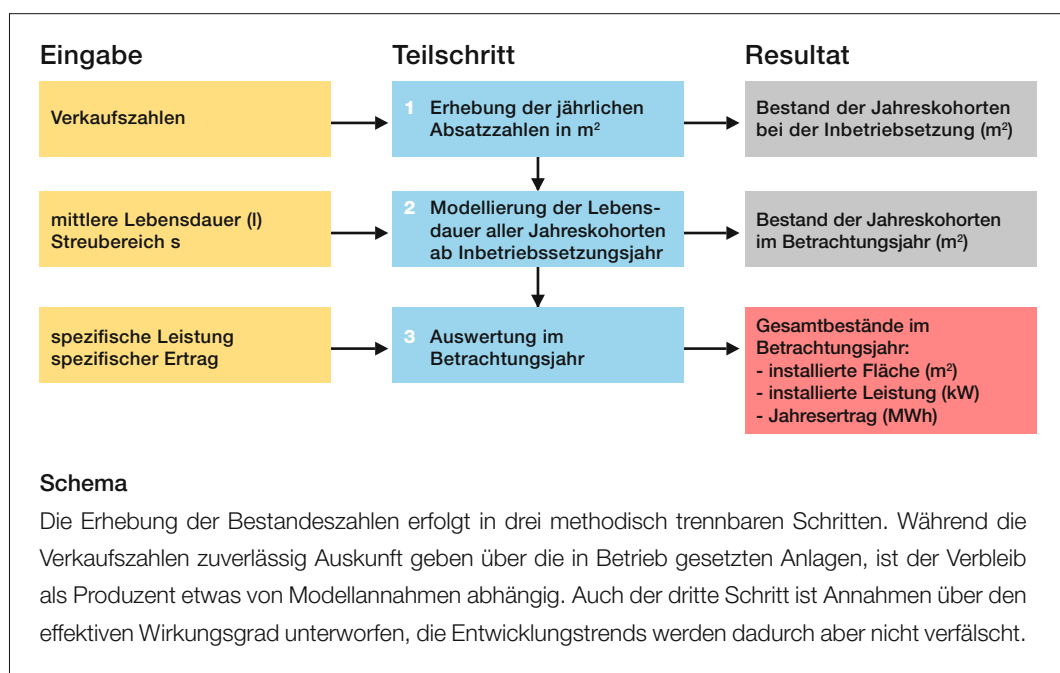 Eingabe Teilschritt Resultat
Verkaufszahlen
1 Erhebung der jährlichen
Absatzzahlen in m²
Bestand der Jahreskohorten
bei der Inbetriebsetzung (m²)
mittlere Lebensdauer (l)
Streubereich s
2 Modellierung der Lebens-
dauer aller Jahreskohorten
ab Inbetriebssetzungsjahr
Bestand der Jahreskohorten
im Betrachtungsjahr (m²)
spezifische Leistung
spezifischer Ertrag
3 Auswertung im
Betrachtungsjahr
Gesamtbestände im
Betrachtungsjahr:
- installierte Fläche (m²)
- installierte Leistung (kW)
- Jahresertrag (MWh)
Schema
Die Erhebung der Bestandeszahlen erfolgt in drei methodisch trennbaren Schritten. Während die
Verkaufszahlen zuverlässig Auskunft geben über die in Betrieb gesetzten Anlagen, ist der Verbleib
als Produzent etwas von Modellannahmen abhängig. Auch der dritte Schritt ist Annahmen über den
effektiven Wirkungsgrad unterworfen, die Entwicklungstrends werden dadurch aber nicht verfälscht.